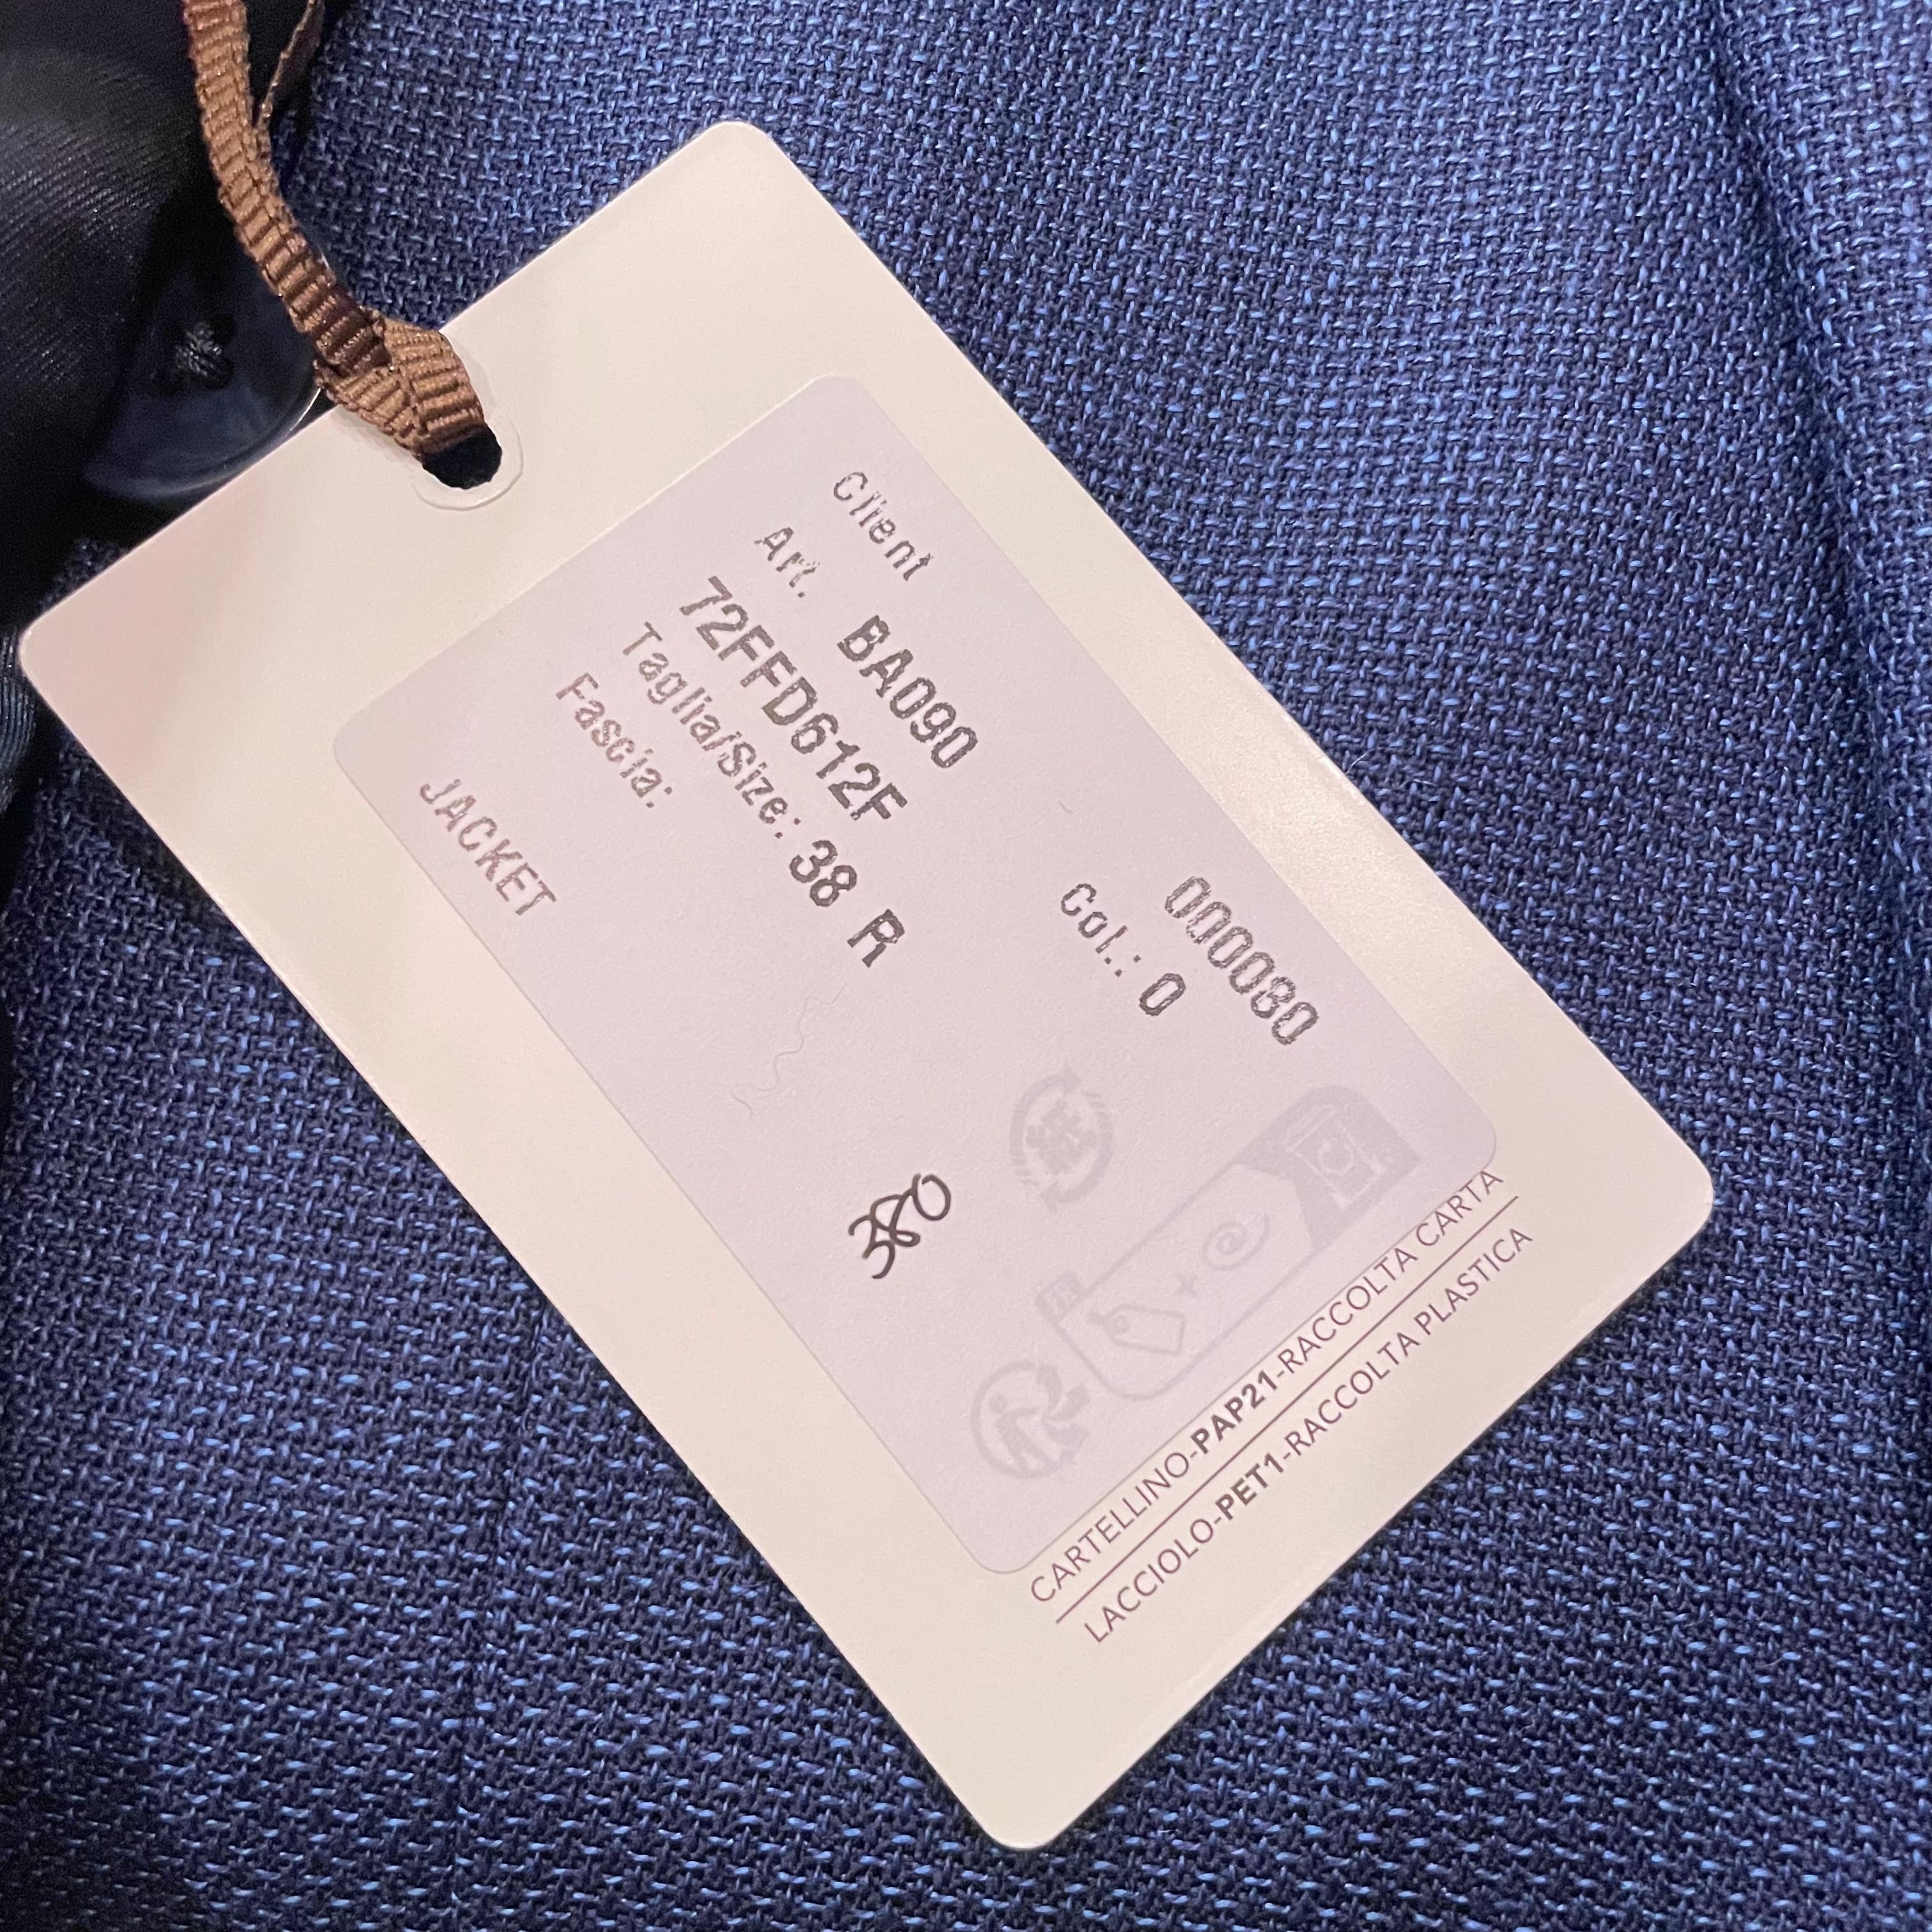 Client
Art. BA090 000080
72FFD612F Col.: 0
Taglia/Size: 38 R
Fascia:
JACKET
380
CARTELLINO-PAP21-RACCOLTA CARTA
LACCIOLO-PET1-RACCOLTA PLASTICA